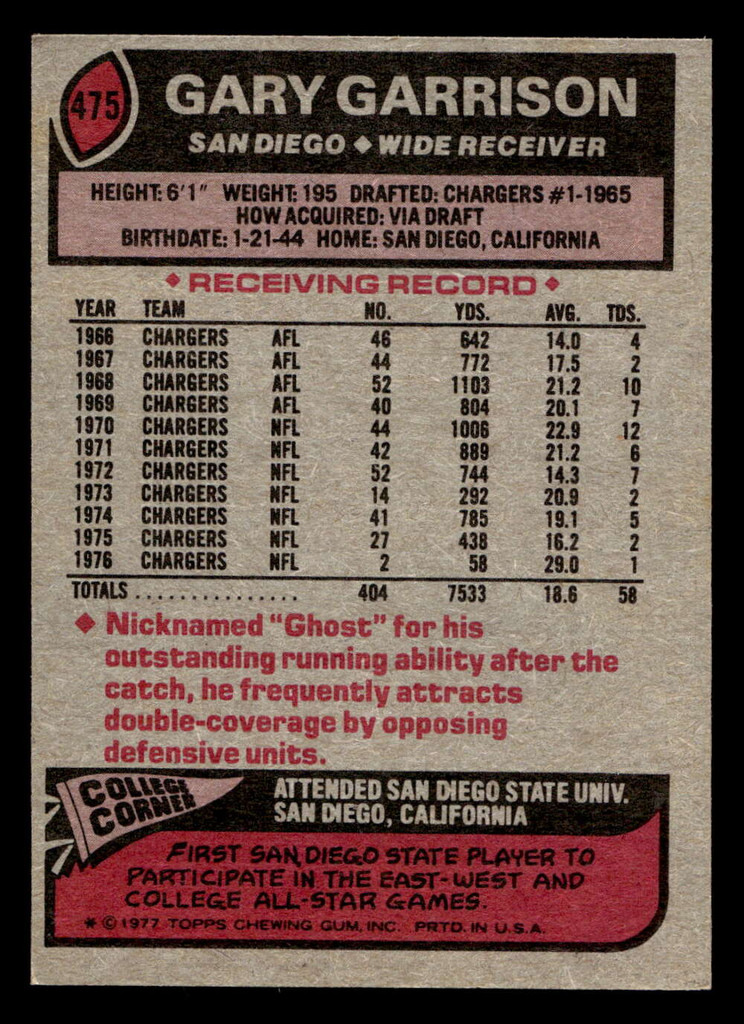 475
GARY GARRISON
SAN DIEGO ◆ WIDE RECEIVER
HEIGHT: 6'1" WEIGHT: 195 DRAFTED: CHARGERS #1-1965
HOW ACQUIRED: VIA DRAFT
BIRTHDATE: 1-21-44 HOME: SAN DIEGO, CALIFORNIA
◆ RECEIVING RECORD ◆
YEAR TEAM NO. YDS. AVG. TDS.
1966 CHARGERS AFL 46 642 14.0 4
1967 CHARGERS AFL 44 772 17.5 2
1968 CHARGERS AFL 52 1103 21.2 10
1969 CHARGERS AFL 40 804 20.1 7
1970 CHARGERS NFL 44 1006 22.9 12
1971 CHARGERS NFL 42 889 21.2 6
1972 CHARGERS NFL 52 744 14.3 7
1973 CHARGERS NFL 14 292 20.9 2
1974 CHARGERS NFL 41 785 19.1 5
1975 CHARGERS NFL 27 438 16.2 2
1976 CHARGERS NFL 2 58 29.0 1
TOTALS ............... 404 7533 18.6 58
◆ Nicknamed "Ghost" for his
outstanding running ability after the
catch, he frequently attracts
double-coverage by opposing
defensive units.
COLLEGE
CORNER
ATTENDED SAN DIEGO STATE UNIV.
SAN DIEGO, CALIFORNIA
FIRST SAN DIEGO STATE PLAYER TO
PARTICIPATE IN THE EAST-WEST AND
COLLEGE ALL-STAR GAMES.
* © 1977 TOPPS CHEWING GUM, INC. PRTD. IN U.S.A.